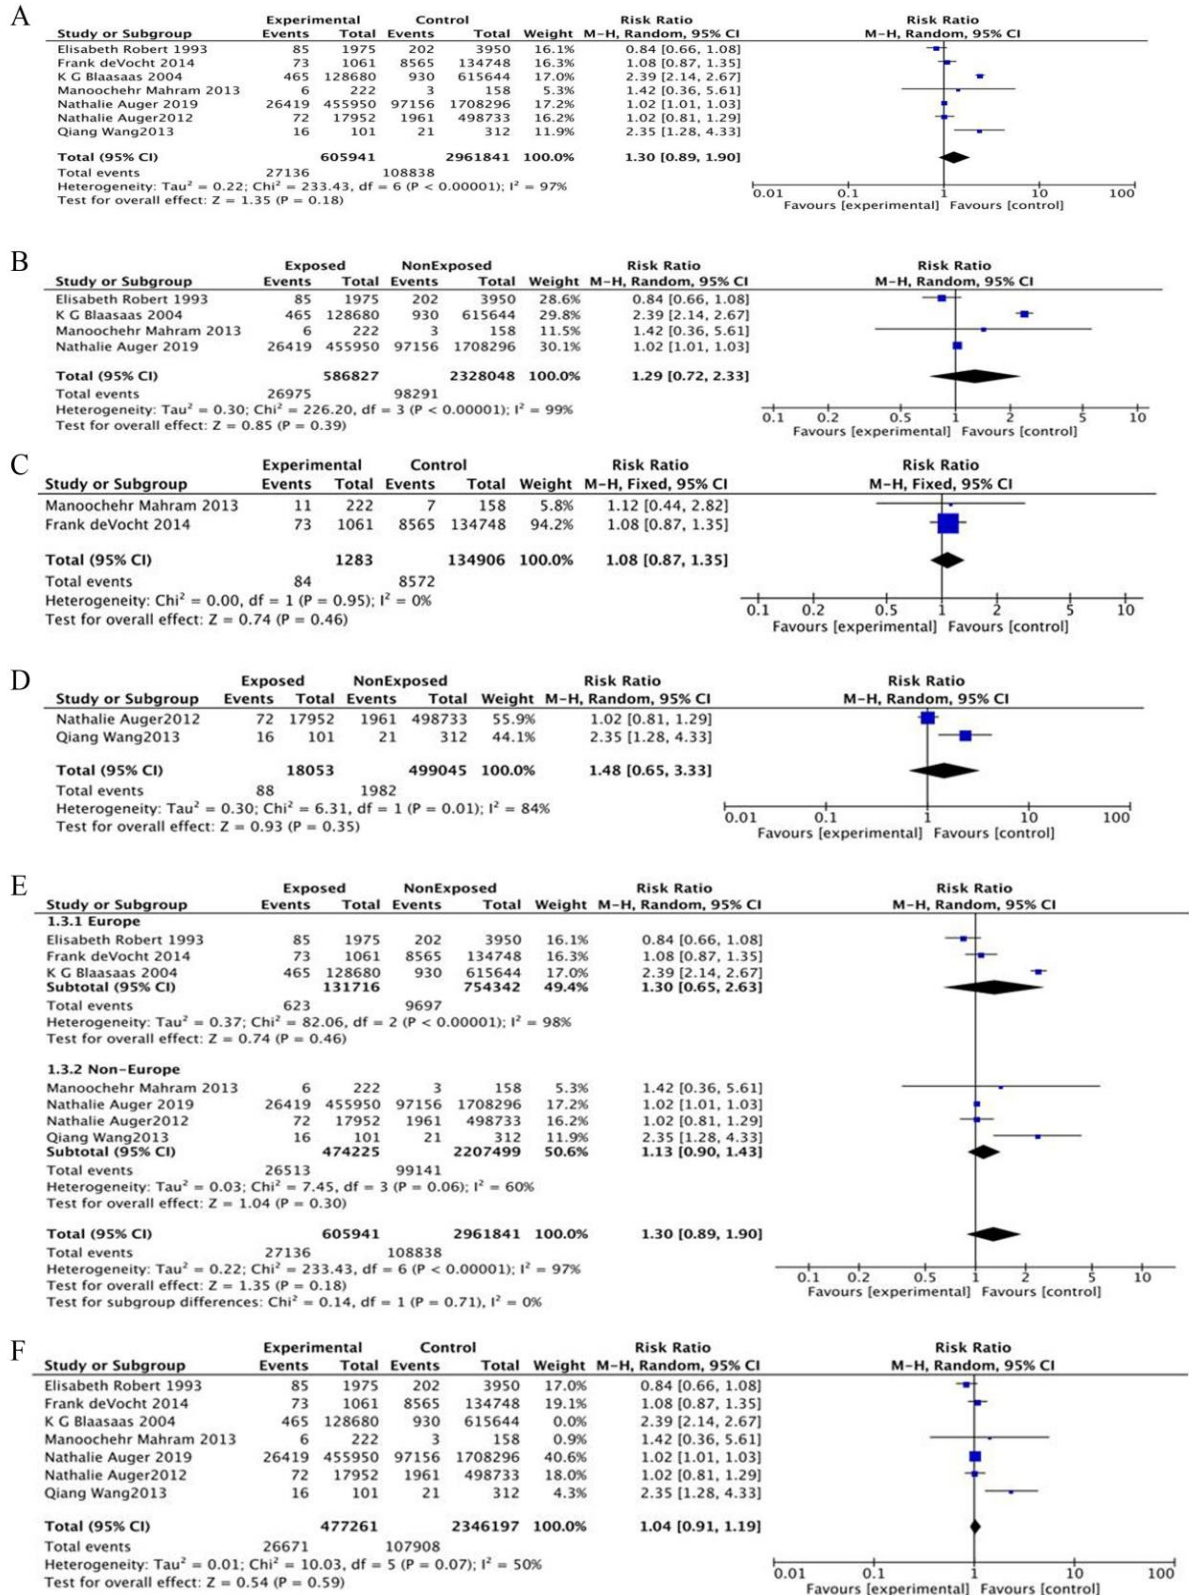 A
Experimental Control Risk Ratio Risk Ratio
Study or Subgroup Events Total Events Total Weight M-H, Random, 95% CI M-H, Random, 95% CI
Elisabeth Robert 1993 85 1975 202 3950 16.1% 0.84 [0.66, 1.08]
Frank deVocht 2014 73 1061 8565 134748 16.3% 1.08 [0.87, 1.35]
K G Blaasaas 2004 465 128680 930 615644 17.0% 2.39 [2.14, 2.67]
Manoochehr Mahram 2013 6 222 3 158 5.3% 1.42 [0.36, 5.61]
Nathalie Auger 2019 26419 455950 97156 1708296 17.2% 1.02 [1.01, 1.03]
Nathalie Auger2012 72 17952 1961 498733 16.2% 1.02 [0.81, 1.29]
Qiang Wang2013 16 101 21 312 11.9% 2.35 [1.28, 4.33]
Total (95% CI) 605941 2961841 100.0% 1.30 [0.89, 1.90]
Total events 27136 108838
Heterogeneity: Tau² = 0.22; Chi² = 233.43, df = 6 (P < 0.00001); I² = 97%
Test for overall effect: Z = 1.35 (P = 0.18)
0.01 0.1 1 10 100
Favours [experimental] Favours [control]
B
Exposed NonExposed Risk Ratio Risk Ratio
Study or Subgroup Events Total Events Total Weight M-H, Random, 95% CI M-H, Random, 95% CI
Elisabeth Robert 1993 85 1975 202 3950 28.6% 0.84 [0.66, 1.08]
K G Blaasaas 2004 465 128680 930 615644 29.8% 2.39 [2.14, 2.67]
Manoochehr Mahram 2013 6 222 3 158 11.5% 1.42 [0.36, 5.61]
Nathalie Auger 2019 26419 455950 97156 1708296 30.1% 1.02 [1.01, 1.03]
Total (95% CI) 586827 2328048 100.0% 1.29 [0.72, 2.33]
Total events 26975 98291
Heterogeneity: Tau² = 0.30; Chi² = 226.20, df = 3 (P < 0.00001); I² = 99%
Test for overall effect: Z = 0.85 (P = 0.39)
0.1 0.2 0.5 1 2 5 10
Favours [experimental] Favours [control]
C
Experimental Control Risk Ratio Risk Ratio
Study or Subgroup Events Total Events Total Weight M-H, Fixed, 95% CI M-H, Fixed, 95% CI
Manoochehr Mahram 2013 11 222 7 158 5.8% 1.12 [0.44, 2.82]
Frank deVocht 2014 73 1061 8565 134748 94.2% 1.08 [0.87, 1.35]
Total (95% CI) 1283 134906 100.0% 1.08 [0.87, 1.35]
Total events 84 8572
Heterogeneity: Chi² = 0.00, df = 1 (P = 0.95); I² = 0%
Test for overall effect: Z = 0.74 (P = 0.46)
0.1 0.2 0.5 1 2 5 10
Favours [experimental] Favours [control]
D
Exposed NonExposed Risk Ratio Risk Ratio
Study or Subgroup Events Total Events Total Weight M-H, Random, 95% CI M-H, Random, 95% CI
Nathalie Auger2012 72 17952 1961 498733 55.9% 1.02 [0.81, 1.29]
Qiang Wang2013 16 101 21 312 44.1% 2.35 [1.28, 4.33]
Total (95% CI) 18053 499045 100.0% 1.48 [0.65, 3.33]
Total events 88 1982
Heterogeneity: Tau² = 0.30; Chi² = 6.31, df = 1 (P = 0.01); I² = 84%
Test for overall effect: Z = 0.93 (P = 0.35)
0.01 0.1 1 10 100
Favours [experimental] Favours [control]
E
Exposed NonExposed Risk Ratio Risk Ratio
Study or Subgroup Events Total Events Total Weight M-H, Random, 95% CI M-H, Random, 95% CI
1.3.1 Europe
Elisabeth Robert 1993 85 1975 202 3950 16.1% 0.84 [0.66, 1.08]
Frank deVocht 2014 73 1061 8565 134748 16.3% 1.08 [0.87, 1.35]
K G Blaasaas 2004 465 128680 930 615644 17.0% 2.39 [2.14, 2.67]
Subtotal (95% CI) 131716 754342 49.4% 1.30 [0.65, 2.63]
Total events 623 9697
Heterogeneity: Tau² = 0.37; Chi² = 82.06, df = 2 (P < 0.00001); I² = 98%
Test for overall effect: Z = 0.74 (P = 0.46)
1.3.2 Non-Europe
Manoochehr Mahram 2013 6 222 3 158 5.3% 1.42 [0.36, 5.61]
Nathalie Auger 2019 26419 455950 97156 1708296 17.2% 1.02 [1.01, 1.03]
Nathalie Auger2012 72 17952 1961 498733 16.2% 1.02 [0.81, 1.29]
Qiang Wang2013 16 101 21 312 11.9% 2.35 [1.28, 4.33]
Subtotal (95% CI) 474225 2207499 50.6% 1.13 [0.90, 1.43]
Total events 26513 99141
Heterogeneity: Tau² = 0.03; Chi² = 7.45, df = 3 (P = 0.06); I² = 60%
Test for overall effect: Z = 1.04 (P = 0.30)
Total (95% CI) 605941 2961841 100.0% 1.30 [0.89, 1.90]
Total events 27136 108838
Heterogeneity: Tau² = 0.22; Chi² = 233.43, df = 6 (P < 0.00001); I² = 97%
Test for overall effect: Z = 1.35 (P = 0.18)
Test for subgroup differences: Chi² = 0.14, df = 1 (P = 0.71), I² = 0%
0.1 0.2 0.5 1 2 5 10
Favours [experimental] Favours [control]
F
Experimental Control Risk Ratio Risk Ratio
Study or Subgroup Events Total Events Total Weight M-H, Random, 95% CI M-H, Random, 95% CI
Elisabeth Robert 1993 85 1975 202 3950 17.0% 0.84 [0.66, 1.08]
Frank deVocht 2014 73 1061 8565 134748 19.1% 1.08 [0.87, 1.35]
K G Blaasaas 2004 465 128680 930 615644 0.0% 2.39 [2.14, 2.67]
Manoochehr Mahram 2013 6 222 3 158 0.9% 1.42 [0.36, 5.61]
Nathalie Auger 2019 26419 455950 97156 1708296 40.6% 1.02 [1.01, 1.03]
Nathalie Auger2012 72 17952 1961 498733 18.0% 1.02 [0.81, 1.29]
Qiang Wang2013 16 101 21 312 4.3% 2.35 [1.28, 4.33]
Total (95% CI) 477261 2346197 100.0% 1.04 [0.91, 1.19]
Total events 26671 107908
Heterogeneity: Tau² = 0.01; Chi² = 10.03, df = 5 (P = 0.07); I² = 50%
Test for overall effect: Z = 0.54 (P = 0.59)
0.01 0.1 1 10 100
Favours [experimental] Favours [control]